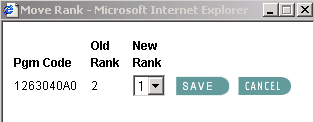 Move Rank - Microsoft Internet Explorer
Old New
Pgm Code Rank Rank
1263040A0 2 1 SAVE CANCEL